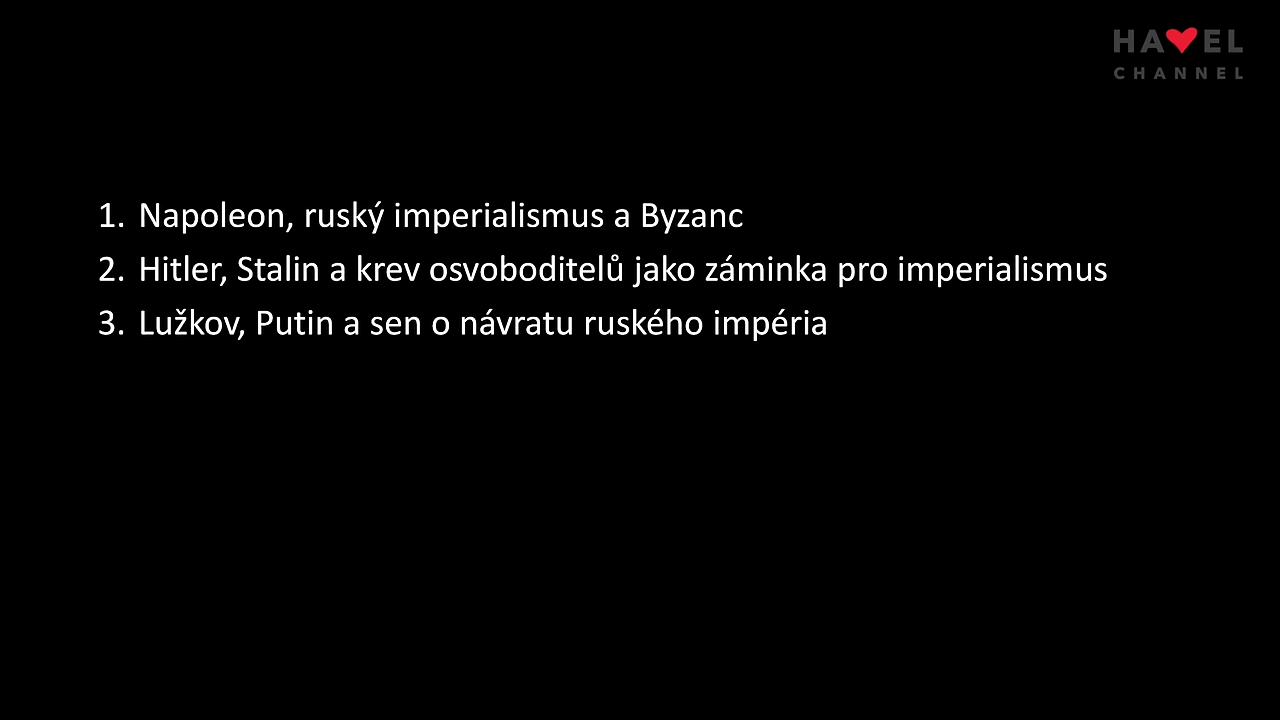 HAVEL
CHANNEL
1. Napoleon, ruský imperialismus a Byzanc
2. Hitler, Stalin a krev osvoboditelů jako záminka pro imperialismus
3. Lužkov, Putin a sen o návratu ruského impéria